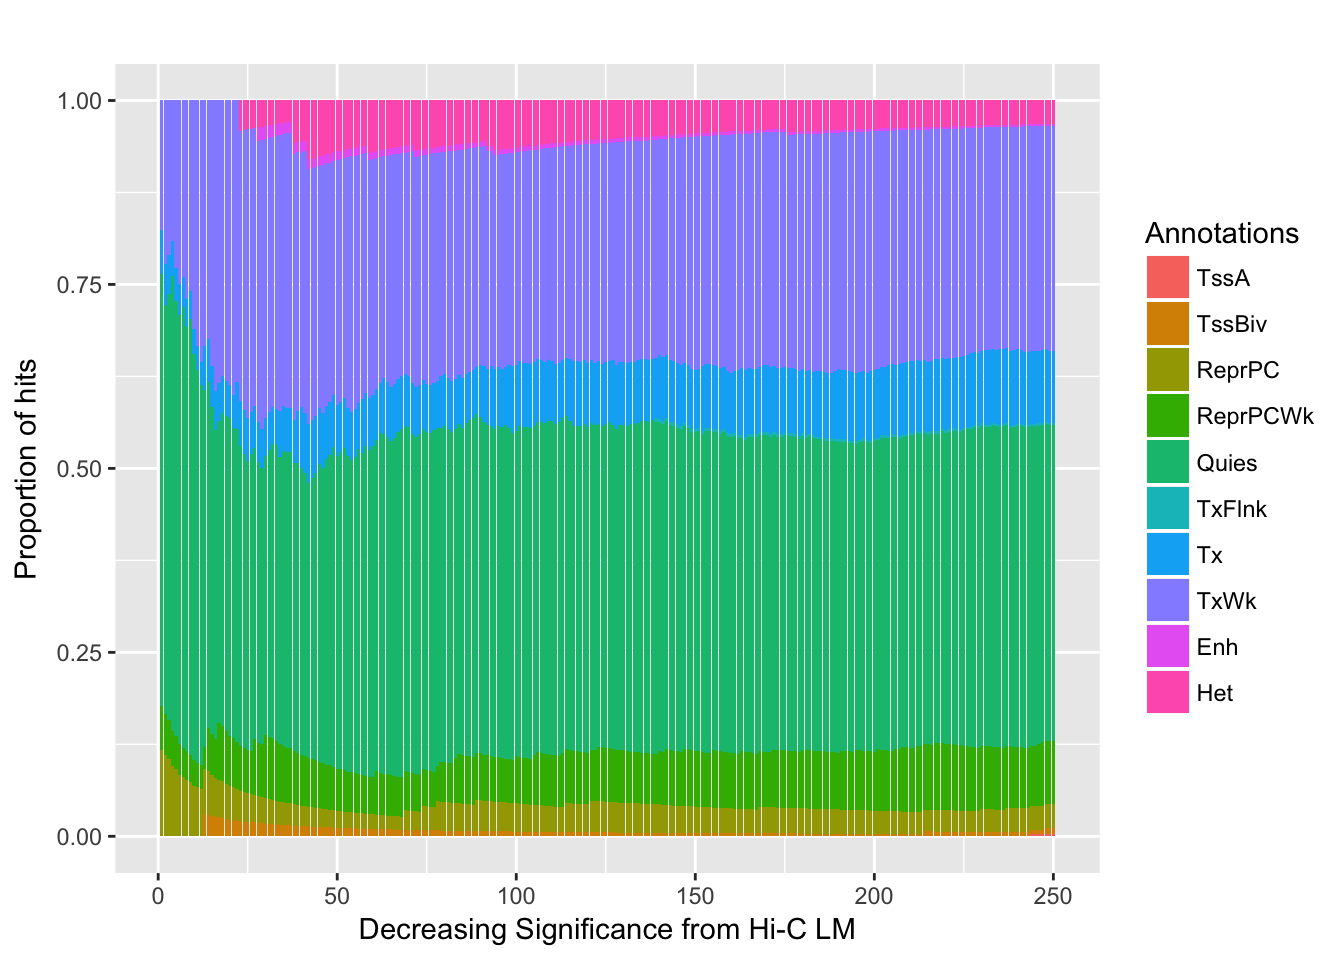 1.00
0.75
0.50
0.25
0.00
Proportion of hits
0
50
100
150
200
250
Decreasing Significance from Hi-C LM
Annotations
TssA
TssBiv
ReprPC
ReprPCWk
Quies
TxFlnk
Tx
TxWk
Enh
Het